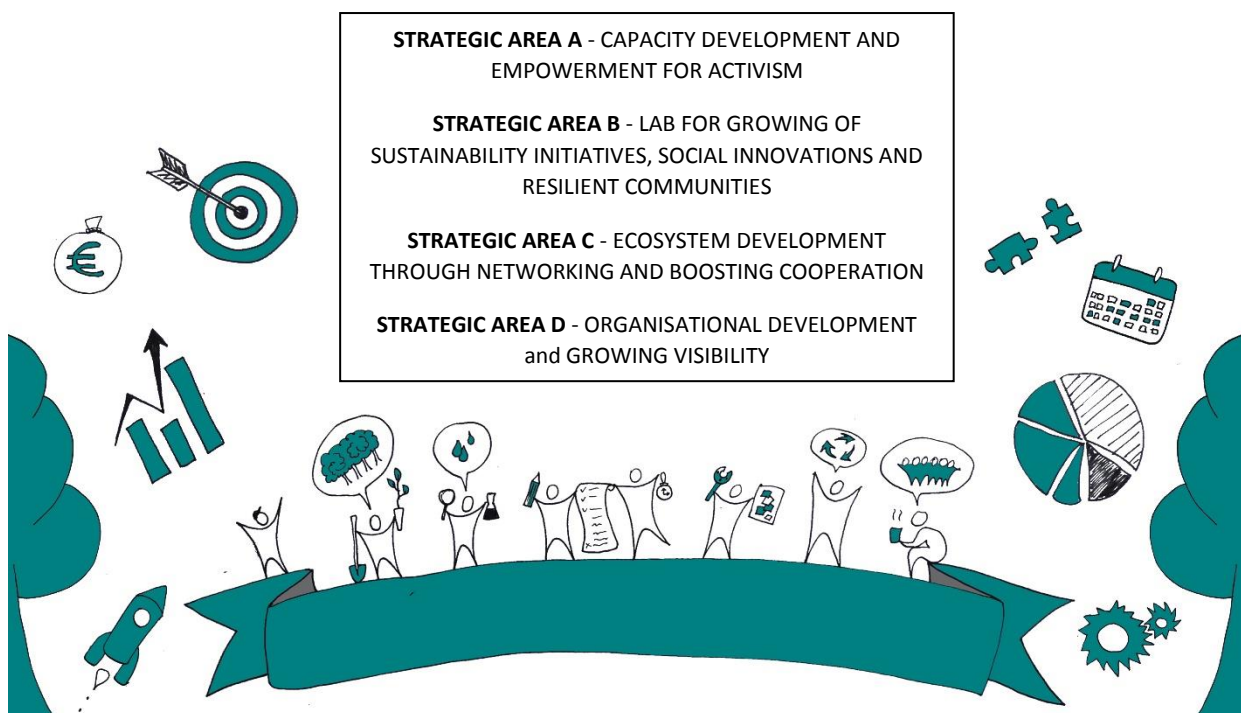 STRATEGIC AREA A - CAPACITY DEVELOPMENT AND
EMPOWERMENT FOR ACTIVISM
STRATEGIC AREA B - LAB FOR GROWING OF
SUSTAINABILITY INITIATIVES, SOCIAL INNOVATIONS AND
RESILIENT COMMUNITIES
STRATEGIC AREA C - ECOSYSTEM DEVELOPMENT
THROUGH NETWORKING AND BOOSTING COOPERATION
STRATEGIC AREA D - ORGANISATIONAL DEVELOPMENT
and GROWING VISIBILITY
€